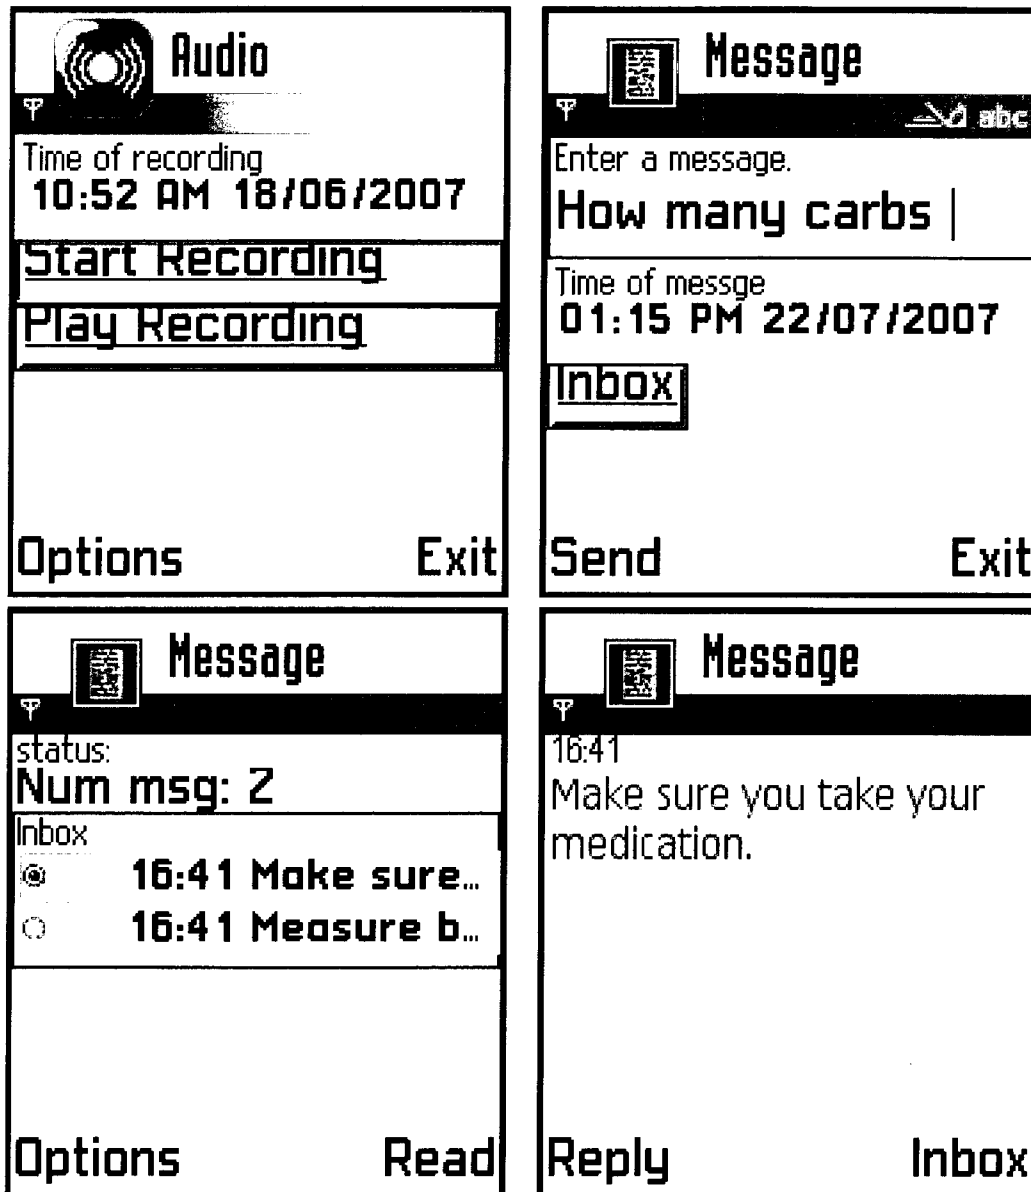 Audio
Time of recording
10:52 AM 18/06/2007
Start Recording
Play Recording
Options Exit
Message
abc
Enter a message.
How many carbs
Time of messge
01:15 PM 22/07/2007
Inbox
Send Exit
Message
status:
Num msg: 2
Inbox
16:41 Make sure...
16:41 Measure b...
Options Read
Message
16:41
Make sure you take your
medication.
Reply Inbox